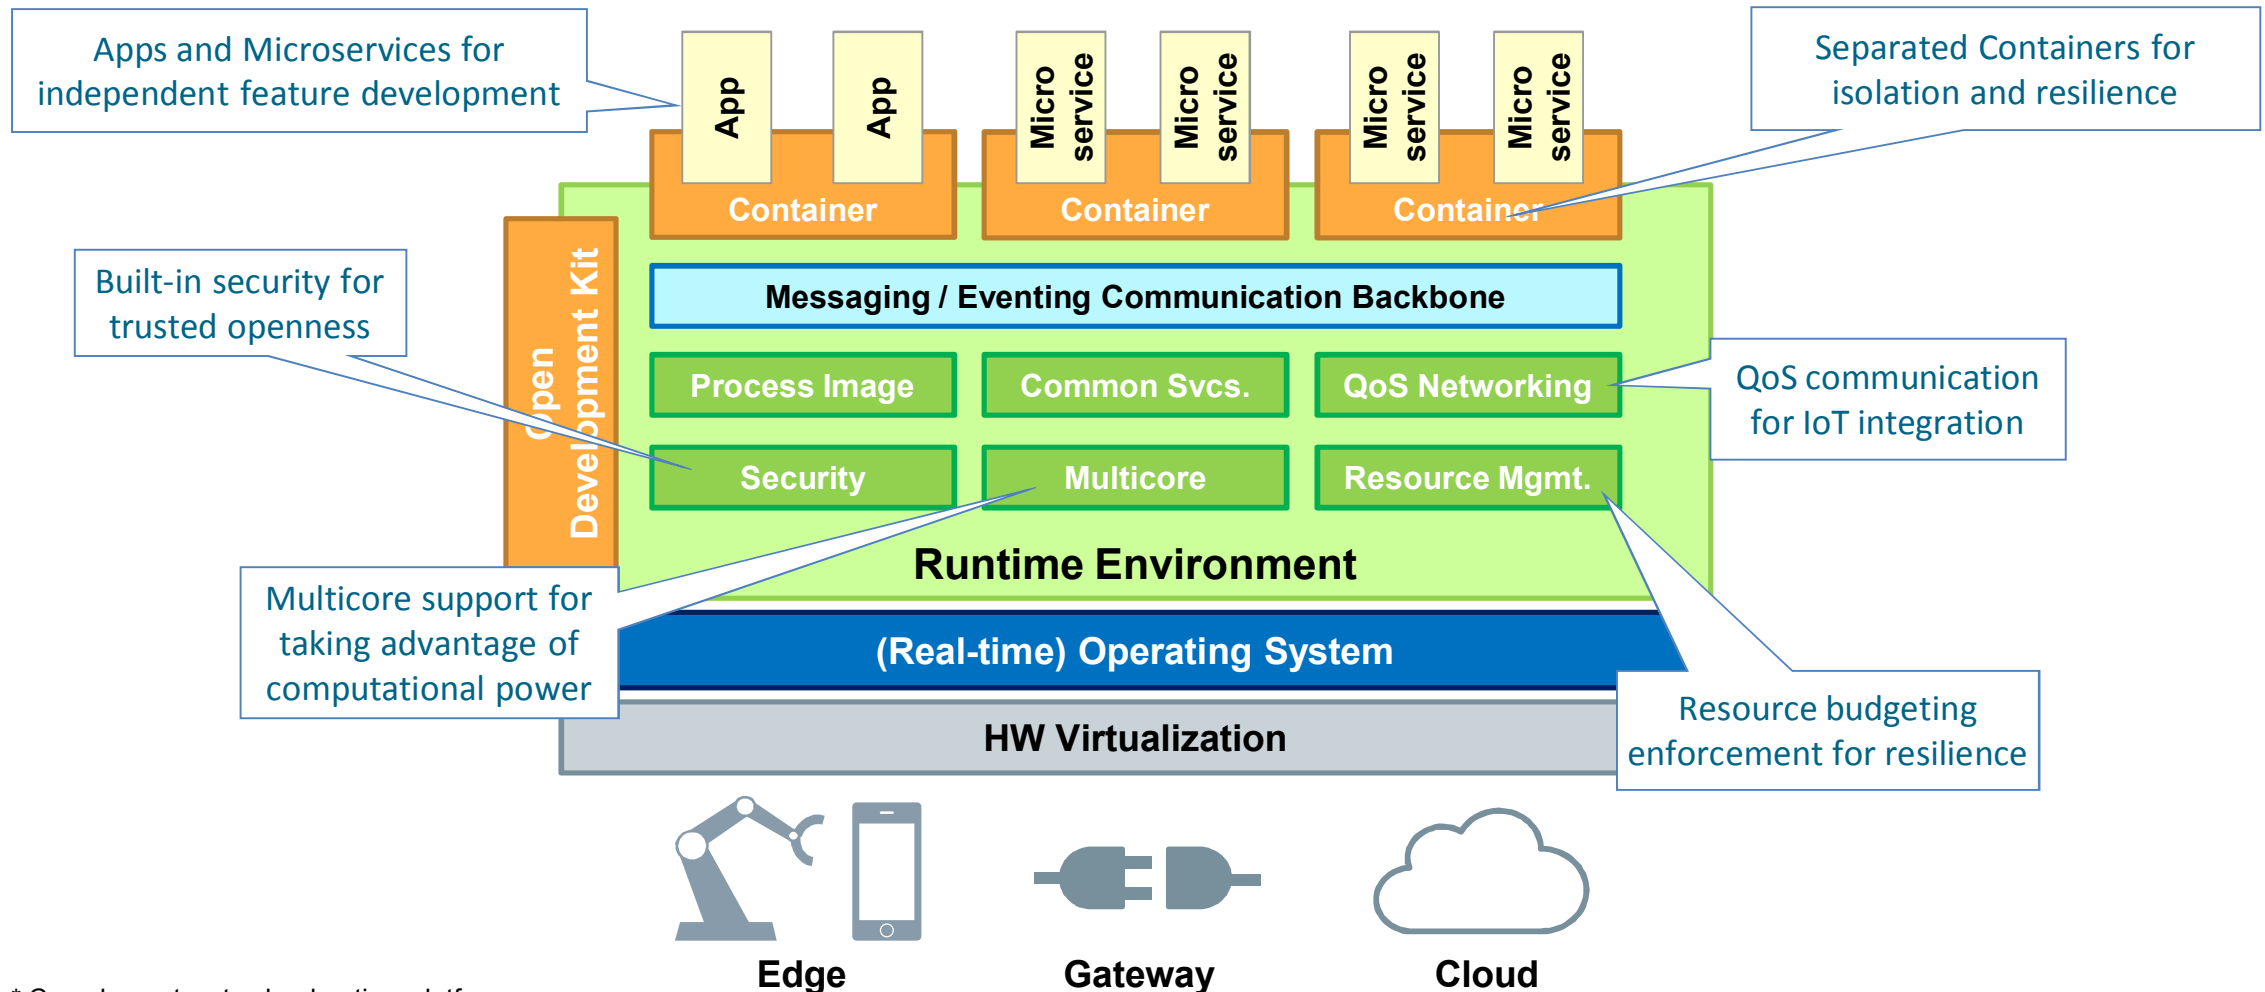 Apps and Microservices for
independent feature development
App
App
Micro
service
Micro
service
Micro
service
Micro
service
Separated Containers for
isolation and resilience
Container
Container
Container
Open
Development Kit
Built-in security for
trusted openness
Messaging / Eventing Communication Backbone
Process Image
Common Svcs.
QoS Networking
QoS communication
for IoT integration
Security
Multicore
Resource Mgmt.
Runtime Environment
Multicore support for
taking advantage of
computational power
(Real-time) Operating System
Resource budgeting
enforcement for resilience
HW Virtualization
Edge
Gateway
Cloud